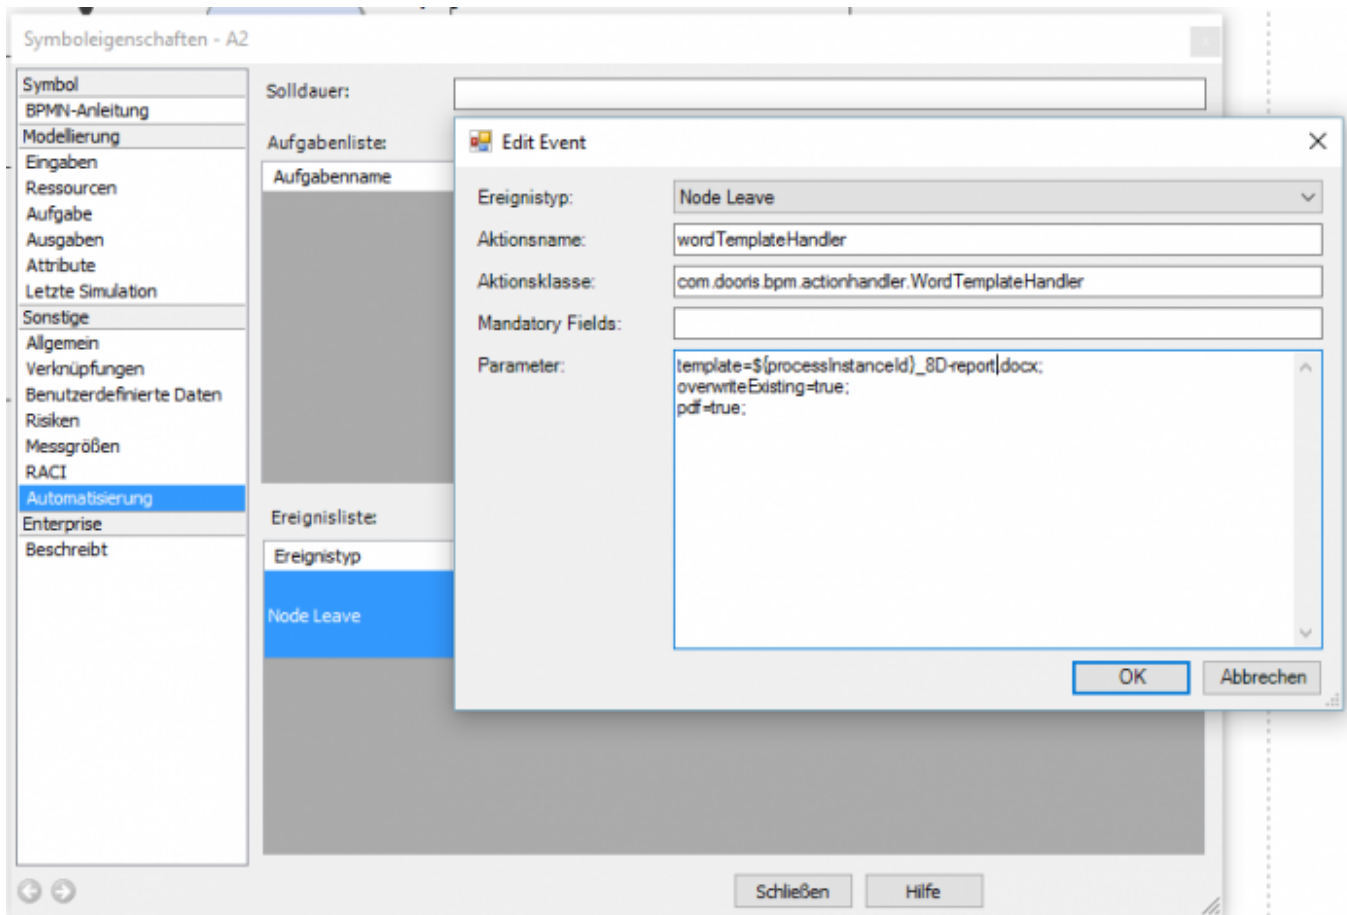 Symboleigenschaften - A2
Symbol
BPMN-Anleitung
Modellierung
Eingaben
Ressourcen
Aufgabe
Ausgaben
Attribute
Letzte Simulation
Sonstige
Allgemein
Verknüpfungen
Benutzerdefinierte Daten
Risiken
Messgrößen
RACI
Automatisierung
Enterprise
Beschreibt
Solldauer:
Aufgabenliste:
Aufgabenname
Ereignisliste:
Ereignistyp
Node Leave
Edit Event
Ereignistyp: Node Leave
Aktionsname: wordTemplateHandler
Aktionsklasse: com.dooris.bpm.actionhandler.WordTemplateHandler
Mandatory Fields:
Parameter: template=${processInstanceId}_8D-report.docx;
overwriteExisting=true;
pdf=true;
OK Abbrechen
Schließen Hilfe